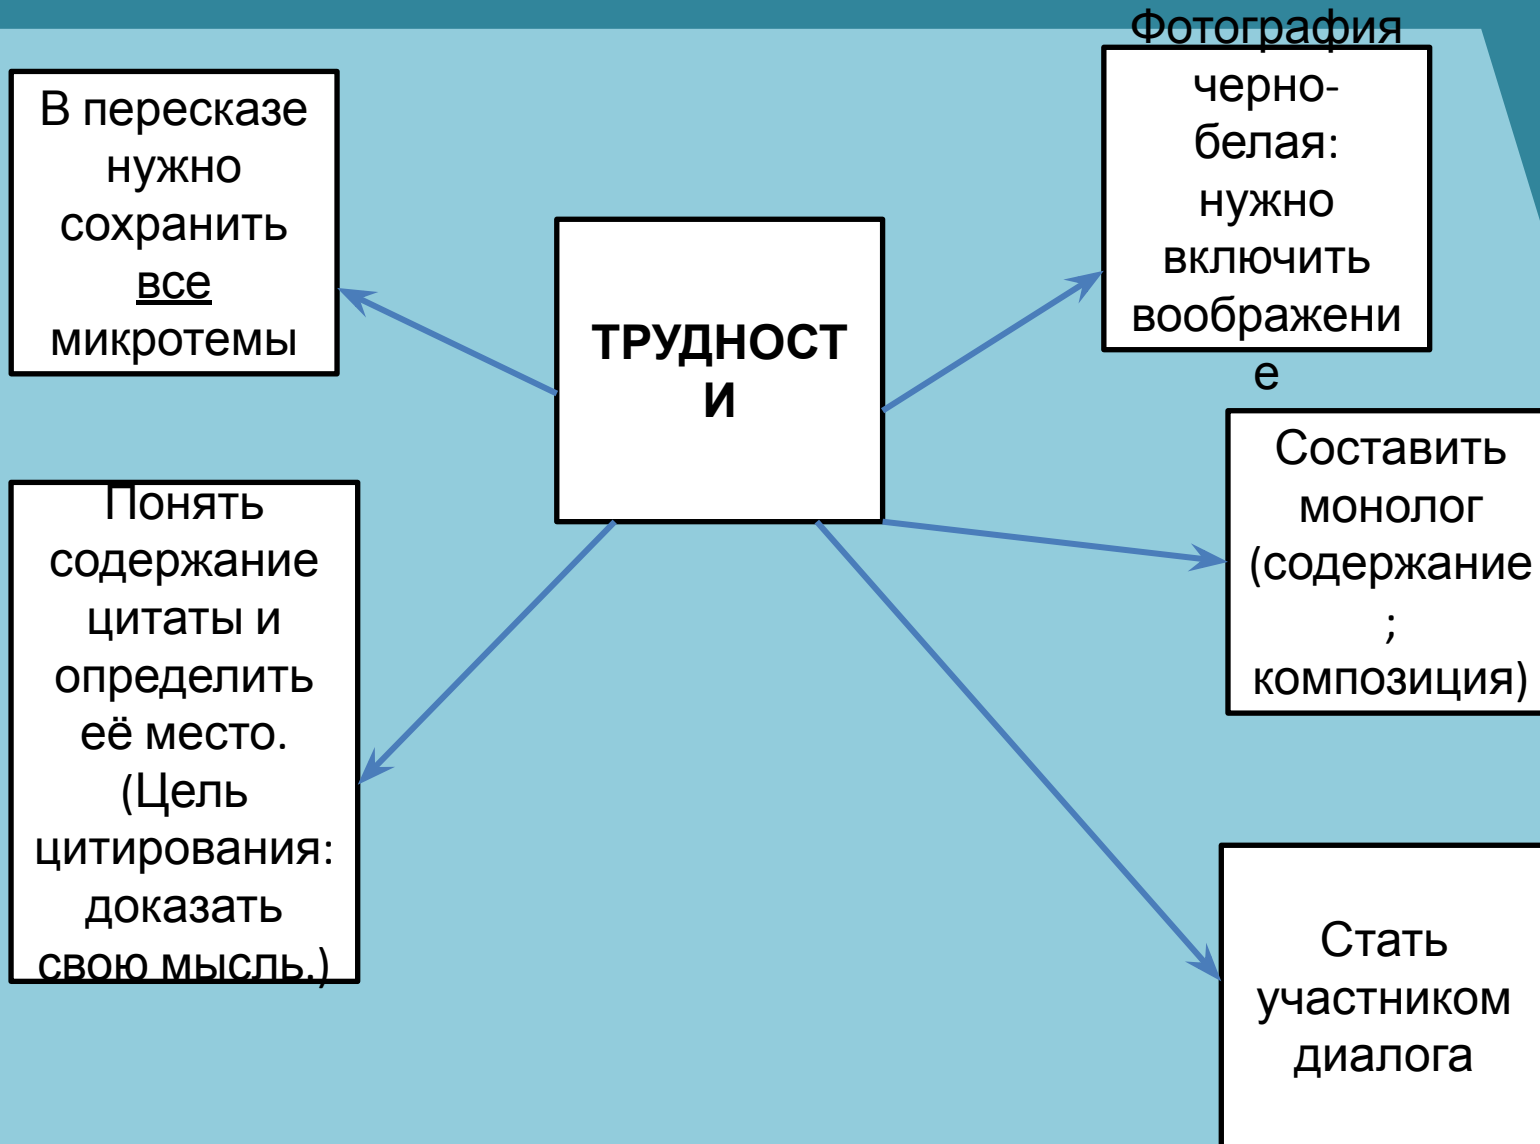 В пересказе
нужно
сохранить
все
микротемы
ТРУДНОСТ
И
Фотография
черно-
белая:
нужно
включить
воображени
е
Понять
содержание
цитаты и
определить
её место.
(Цель
цитирования:
доказать
свою мысль.)
Составить
монолог
(содержание
;
композиция)
Стать
участником
диалога